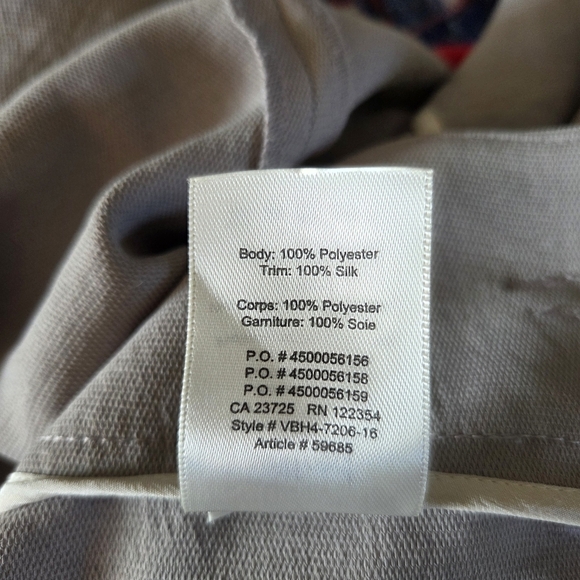 Body: 100% Polyester
Trim: 100% Silk
Corps: 100% Polyester
Garniture: 100% Soie
P.O. # 4500056156
P.O. # 4500056158
P.O. # 4500056159
CA 23725 RN 122354
Style # VBH4-7206-16
Article # 59685